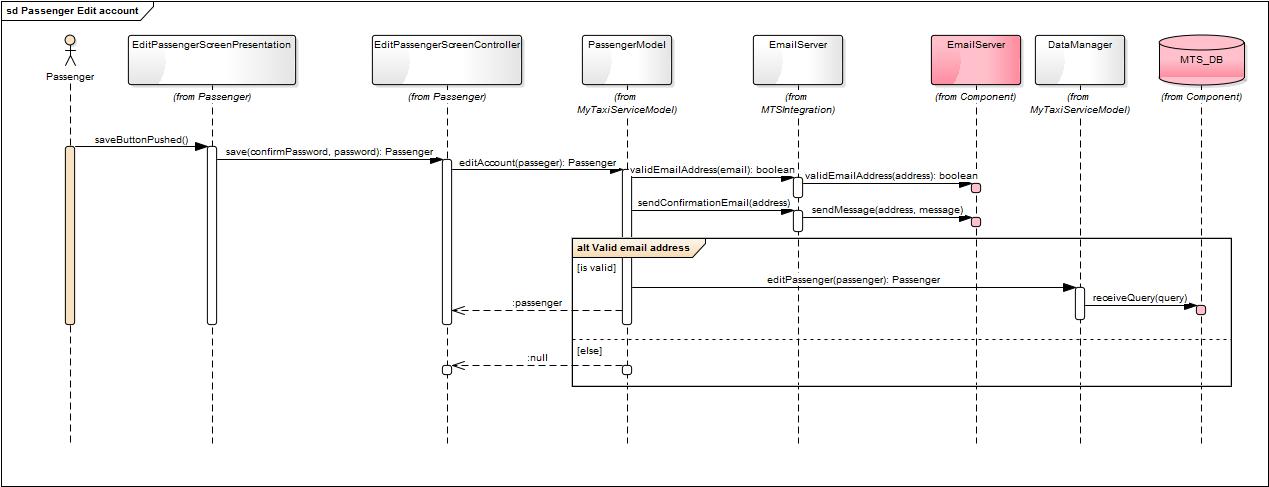 sd Passenger Edit account
Passenger
EditPassengerScreenPresentation
(from Passenger)
EditPassengerScreenController
(from Passenger)
PassengerModel
(from
MyTaxiServiceModel)
EmailServer
(from
MTSIntegration)
EmailServer
(from Component)
DataManager
(from
MyTaxiServiceModel)
MTS_DB
(from Component)
saveButtonPushed()
save(confirmPassword, password): Passenger
editAccount(passeger): Passenger
validEmailAddress(email): boolean
validEmailAddress(address): boolean
sendConfirmationEmail(address)
sendMessage(address, message)
alt Valid email address
[is valid]
editPassenger(passenger): Passenger
receiveQuery(query)
:passenger
[else]
:null